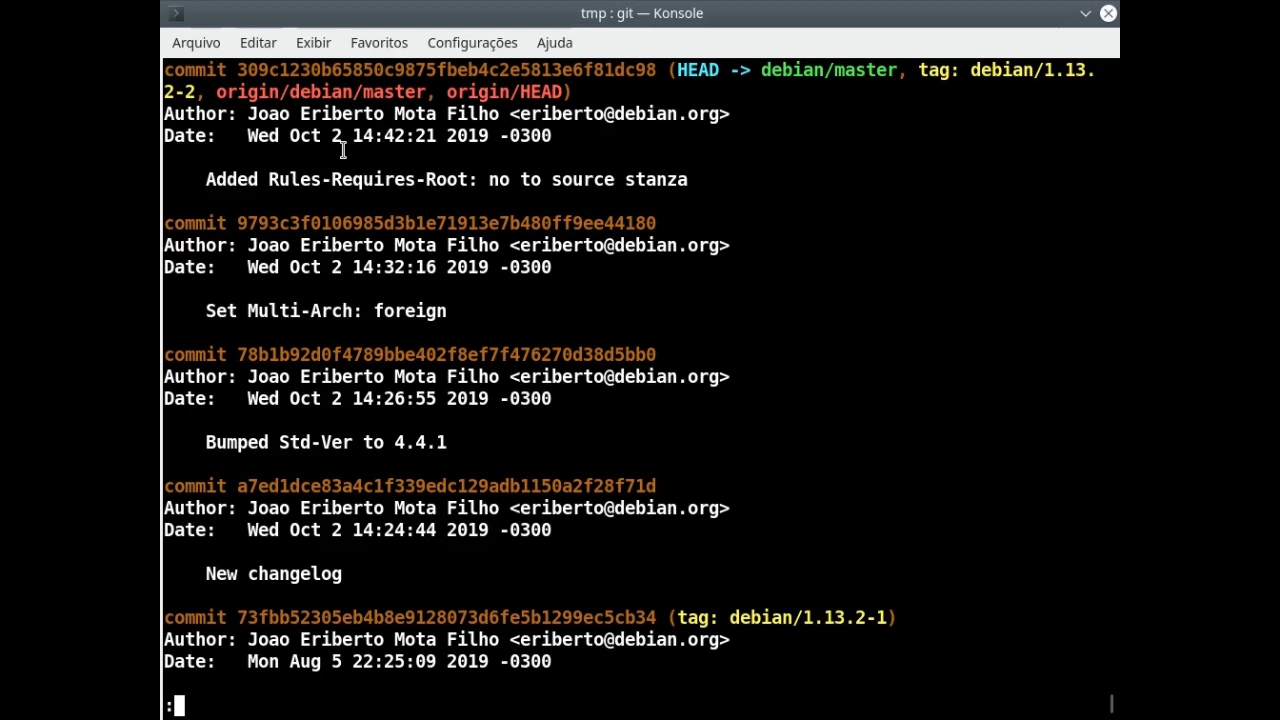 tmp : git — Konsole
Arquivo Editar Exibir Favoritos Configurações Ajuda
commit 309c1230b65850c9875fbeb4c2e5813e6f81dc98 (HEAD -> debian/master, tag: debian/1.13.
2-2, origin/debian/master, origin/HEAD)
Author: Joao Eriberto Mota Filho <eriberto@debian.org>
Date:   Wed Oct 2 14:42:21 2019 -0300
    Added Rules-Requires-Root: no to source stanza
commit 9793c3f0106985d3b1e71913e7b480ff9ee44180
Author: Joao Eriberto Mota Filho <eriberto@debian.org>
Date:   Wed Oct 2 14:32:16 2019 -0300
    Set Multi-Arch: foreign
commit 78b1b92d0f4789bbe402f8ef7f476270d38d5bb0
Author: Joao Eriberto Mota Filho <eriberto@debian.org>
Date:   Wed Oct 2 14:26:55 2019 -0300
    Bumped Std-Ver to 4.4.1
commit a7ed1dce83a4c1f339edc129adb1150a2f28f71d
Author: Joao Eriberto Mota Filho <eriberto@debian.org>
Date:   Wed Oct 2 14:24:44 2019 -0300
    New changelog
commit 73fbb52305eb4b8e9128073d6fe5b1299ec5cb34 (tag: debian/1.13.2-1)
Author: Joao Eriberto Mota Filho <eriberto@debian.org>
Date:   Mon Aug 5 22:25:09 2019 -0300
: